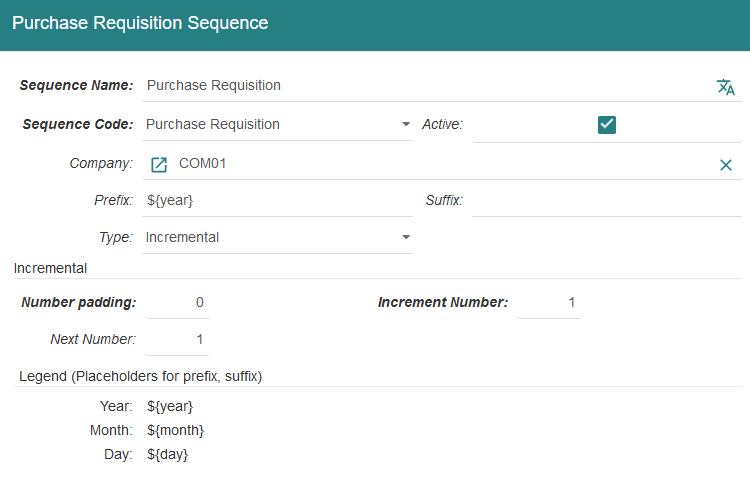 Purchase Requisition Sequence
Sequence Name: Purchase Requisition
Sequence Code: Purchase Requisition Active:
Company: COM01
Prefix: ${year} Suffix:
Type: Incremental
Incremental
Number padding: 0 Increment Number: 1
Next Number: 1
Legend (Placeholders for prefix, suffix)
Year: ${year}
Month: ${month}
Day: ${day}